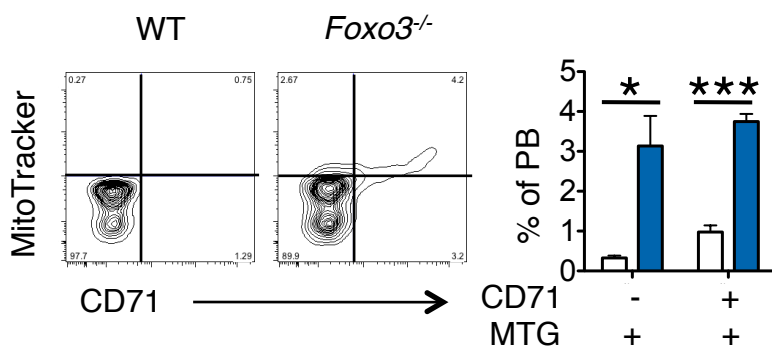 WT
Foxo3-/-
MitoTracker
0.27
0.75
97.7
1.29
2.67
4.2
89.9
3.2
CD71
% of PB
5
4
3
2
1
0
*
***
CD71 - +
MTG + +